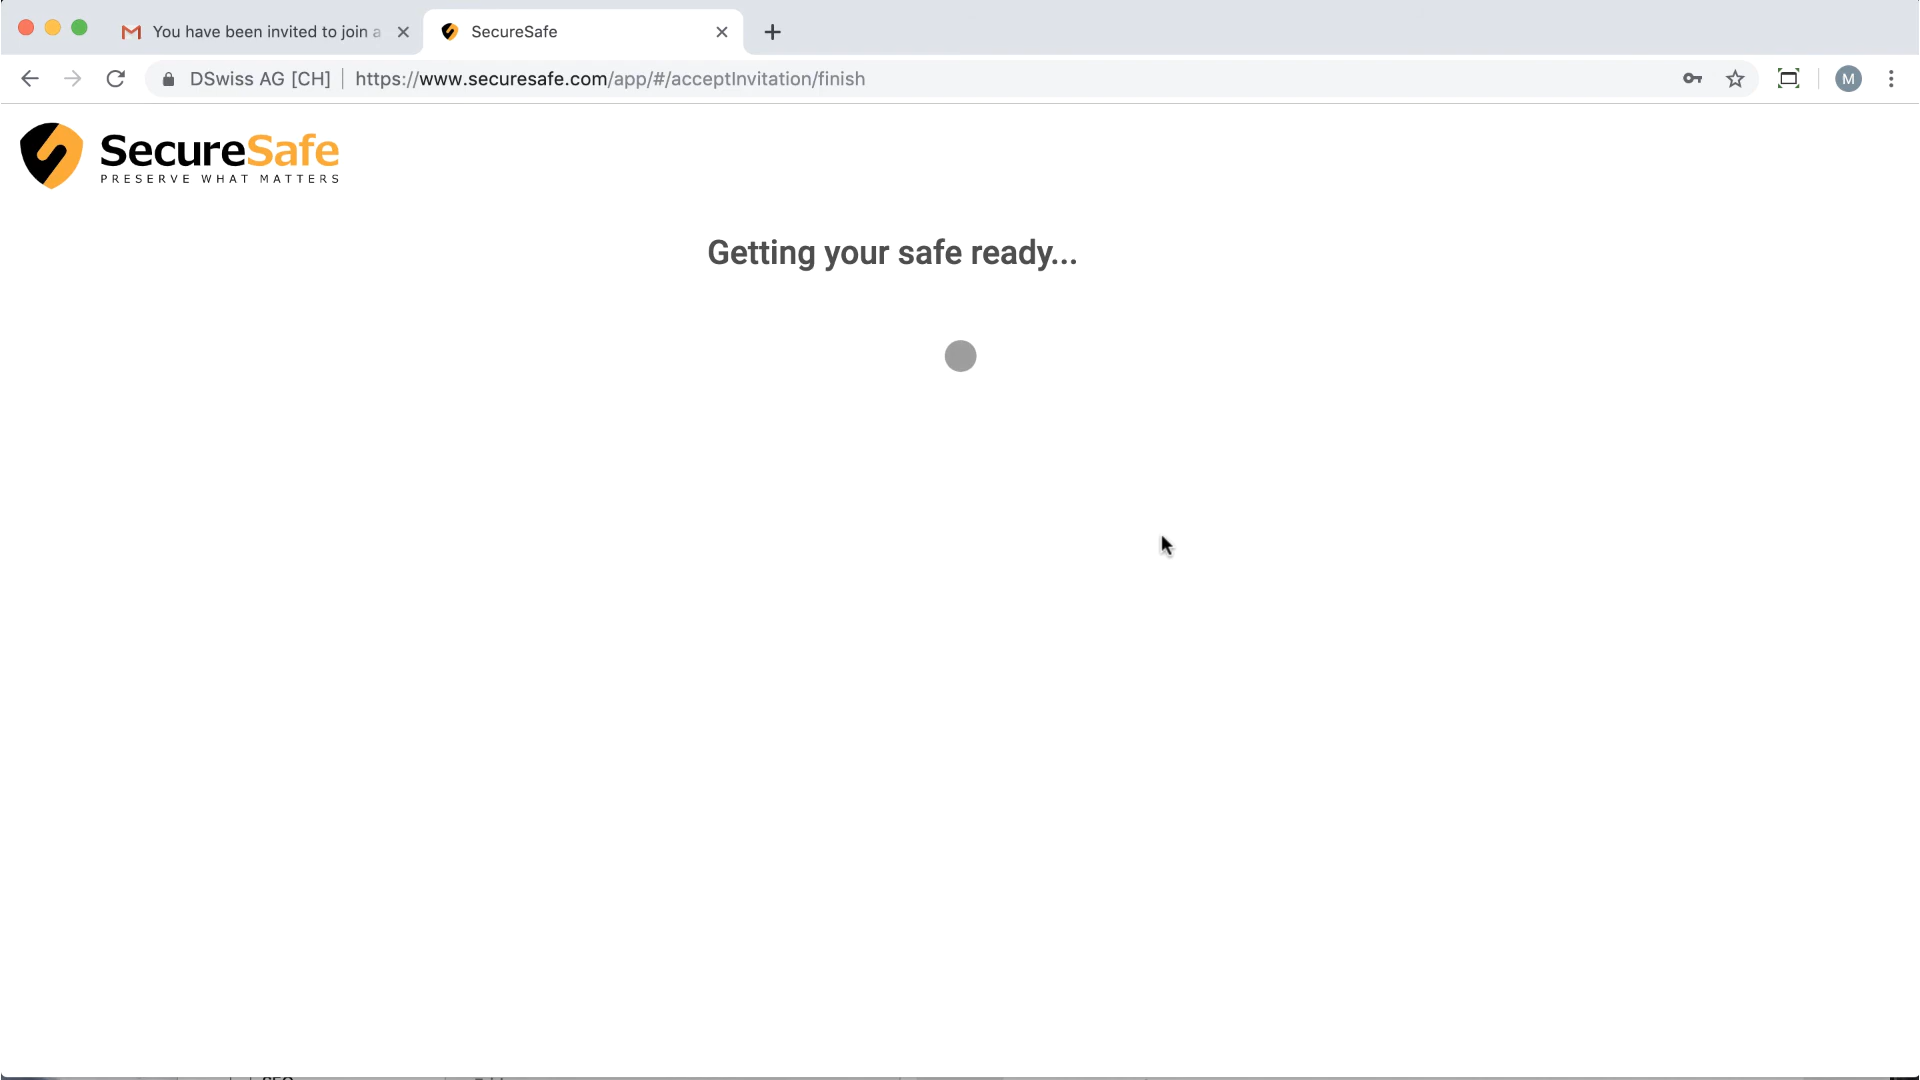 You have been invited to join a
SecureSafe
DSwiss AG [CH]
https://www.securesafe.com/app/#/acceptInvitation/finish
M
SecureSafe
PRESERVE WHAT MATTERS
Getting your safe ready...